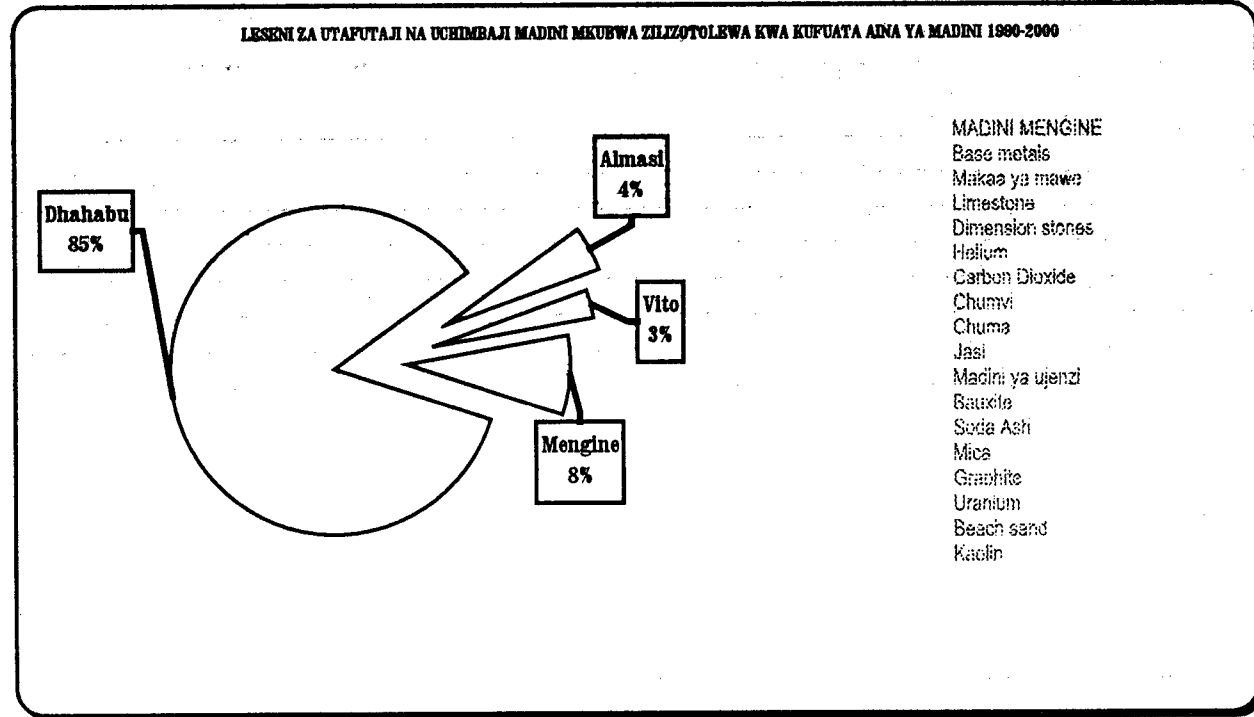 LESENI ZA UTAFUTAJI NA UCHIMBAJI MADINI MKUBWA ZILIZOTOLEWA KWA KUFUATA AINA YA MADINI 1990-2000
Dhahabu
85%
Almasi
4%
Vito
3%
Mengine
8%
MADINI MENGINE
Base metals
Makaa ya mawe
Limestone
Dimension stones
Helium
Carbon Dioxide
Chumvi
Chuma
Jasi
Madini ya ujenzi
Bauxite
Soda Ash
Mica
Graphite
Uranium
Beach sand
Kaolin